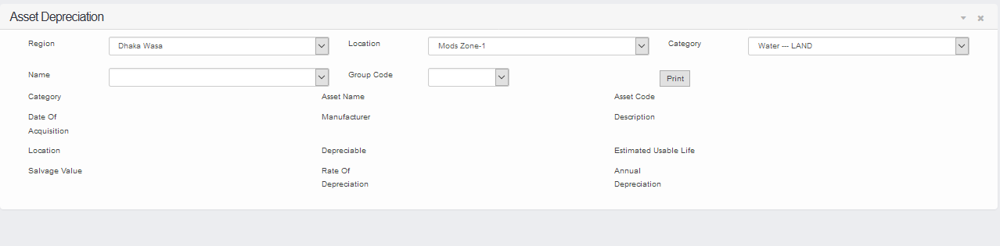 Asset Depreciation
Region Dhaka Wasa Location Mods Zone-1 Category Water --- LAND
Name Group Code Print
Category Asset Name Asset Code
Date Of Acquisition Manufacturer Description
Location Depreciable Estimated Usable Life
Salvage Value Rate Of Depreciation Annual Depreciation